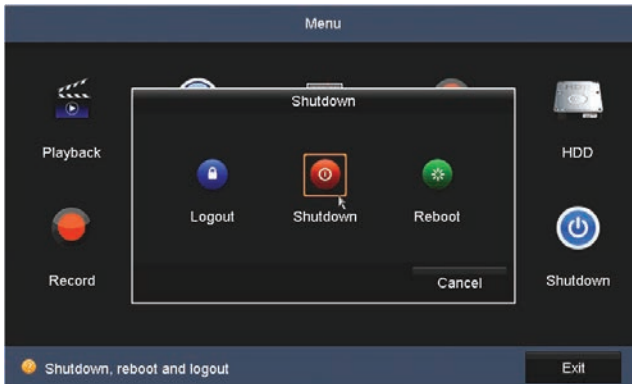 Menu
Shutdown
Playback
HDD
Logout
Shutdown
Reboot
Record
Cancel
Shutdown
Shutdown, reboot and logout
Exit